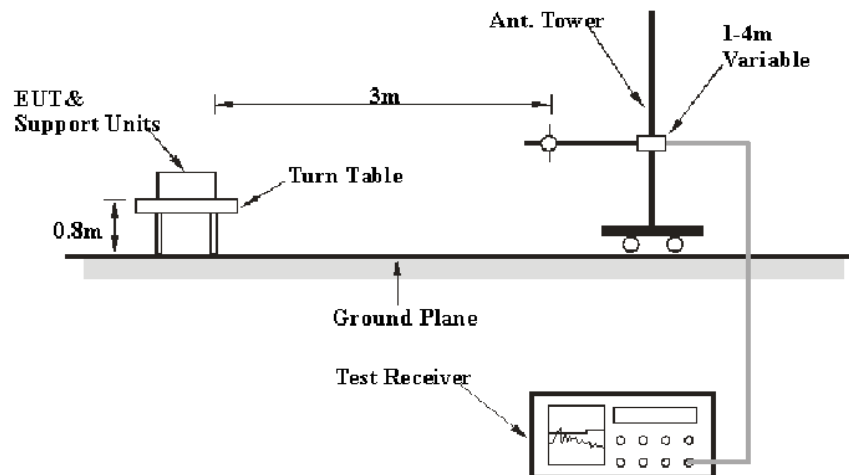 Ant. Tower
1-4m
Variable
3m
EUT&
Support Units
Turn Table
0.8m
Ground Plane
Test Receiver